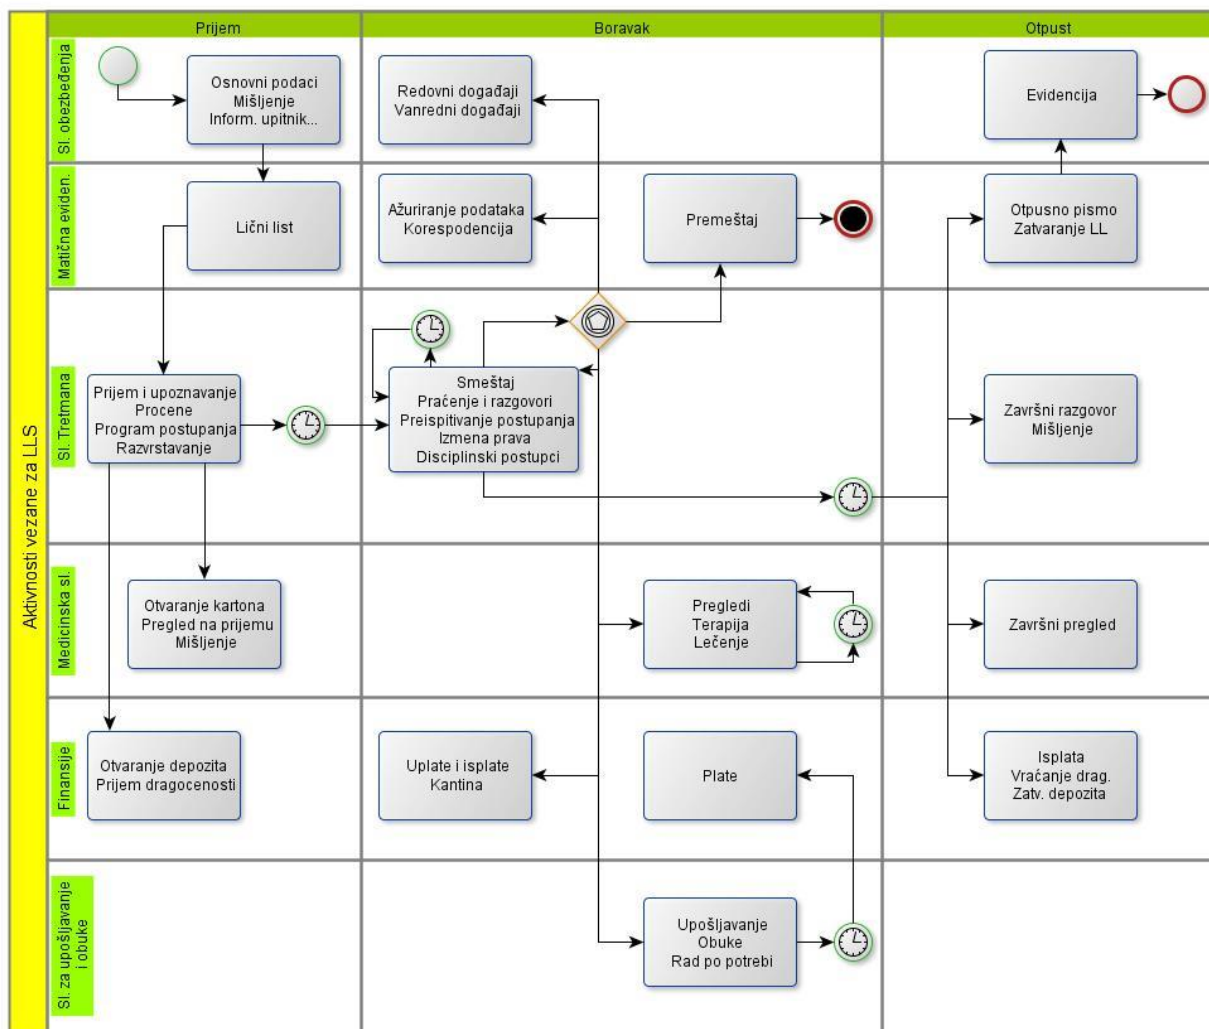 Aktivnosti vezane za LLS
Prijem
Boravak
Otpust
Sl. obezbeđenja
Osnovni podaci
Mišljenje
Inform. upitnik...
Redovni događaji
Vanredni događaji
Evidencija
Matična eviden.
Lični list
Ažuriranje podataka
Korespodencija
Premeštaj
Otpusno pismo
Zatvaranje LL
Sl. Tretmana
Prijem i upoznavanje
Procene
Program postupanja
Razvrstavanje
Smeštaj
Praćenje i razgovori
Preispitivanje postupanja
Izmena prava
Disciplinski postupci
Završni razgovor
Mišljenje
Medicinska sl.
Otvaranje kartona
Pregled na prijemu
Mišljenje
Pregledi
Terapija
Lečenje
Završni pregled
Finansije
Otvaranje depozita
Prijem dragocenosti
Uplate i isplate
Kantina
Plate
Isplata
Vraćanje drag.
Zatv. depozita
Sl. za upošljavanje
i obuke
Upošljavanje
Obuke
Rad po potrebi